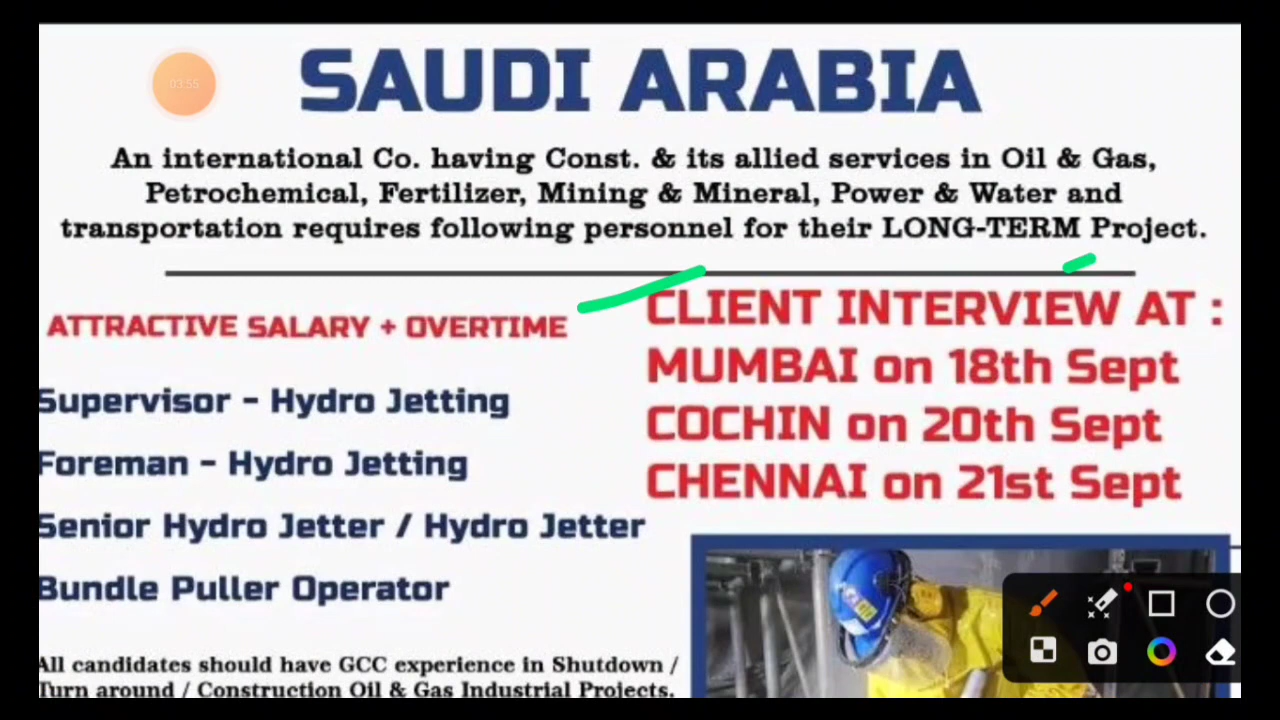 03:55
SAUDI ARABIA
An international Co. having Const. & its allied services in Oil & Gas,
Petrochemical, Fertilizer, Mining & Mineral, Power & Water and
transportation requires following personnel for their LONG-TERM Project.
ATTRACTIVE SALARY + OVERTIME
Supervisor - Hydro Jetting
Foreman - Hydro Jetting
Senior Hydro Jetter / Hydro Jetter
Bundle Puller Operator
All candidates should have GCC experience in Shutdown /
Turn around / Construction Oil & Gas Industrial Projects.
CLIENT INTERVIEW AT :
MUMBAI on 18th Sept
COCHIN on 20th Sept
CHENNAI on 21st Sept